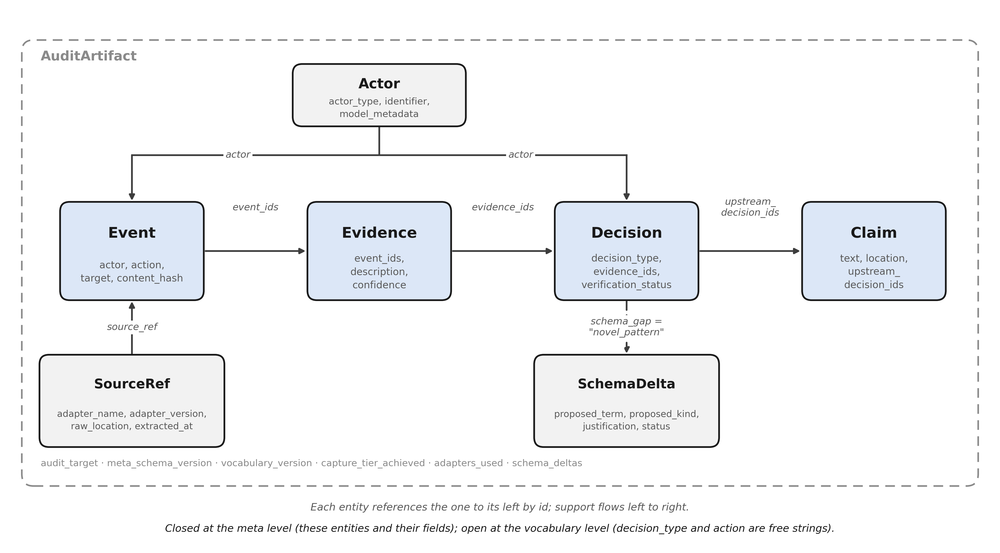 AuditArtifact
Actor
actor_type, identifier,
model_metadata
actor
actor
event_ids
evidence_ids
upstream_
decision_ids
Event
actor, action,
target, content_hash
Evidence
event_ids,
description,
confidence
Decision
decision_type,
evidence_ids,
verification_status
Claim
text, location,
upstream_
decision_ids
source_ref
schema_gap =
"novel_pattern"
SourceRef
adapter_name, adapter_version,
raw_location, extracted_at
SchemaDelta
proposed_term, proposed_kind,
justification, status
audit_target · meta_schema_version · vocabulary_version · capture_tier_achieved · adapters_used · schema_deltas
Each entity references the one to its left by id; support flows left to right.
Closed at the meta level (these entities and their fields); open at the vocabulary level (decision_type and action are free strings).